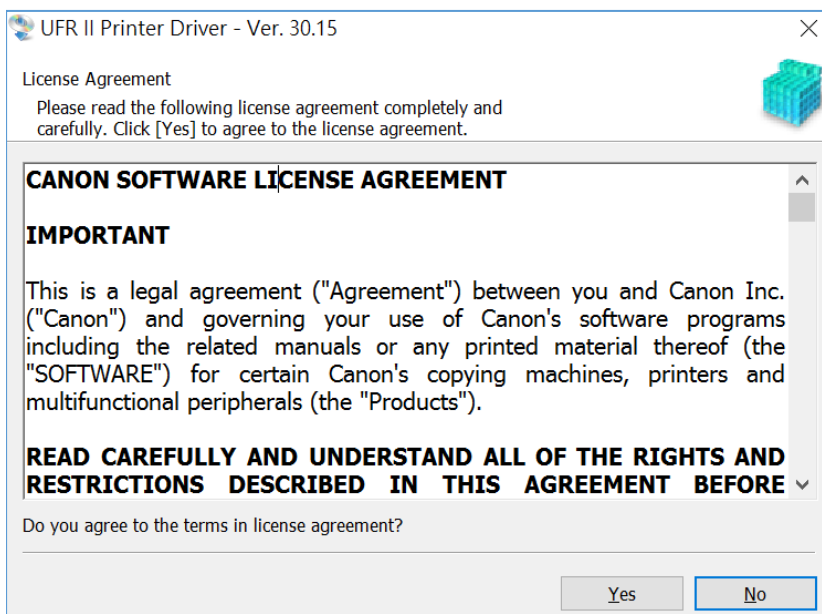 UFR II Printer Driver - Ver. 30.15
License Agreement
Please read the following license agreement completely and
carefully. Click [Yes] to agree to the license agreement.
CANON SOFTWARE LICENSE AGREEMENT
IMPORTANT
This is a legal agreement ("Agreement") between you and Canon Inc.
("Canon") and governing your use of Canon's software programs
including the related manuals or any printed material thereof (the
"SOFTWARE") for certain Canon's copying machines, printers and
multifunctional peripherals (the "Products").
READ CAREFULLY AND UNDERSTAND ALL OF THE RIGHTS AND
RESTRICTIONS DESCRIBED IN THIS AGREEMENT BEFORE
Do you agree to the terms in license agreement?
Yes No